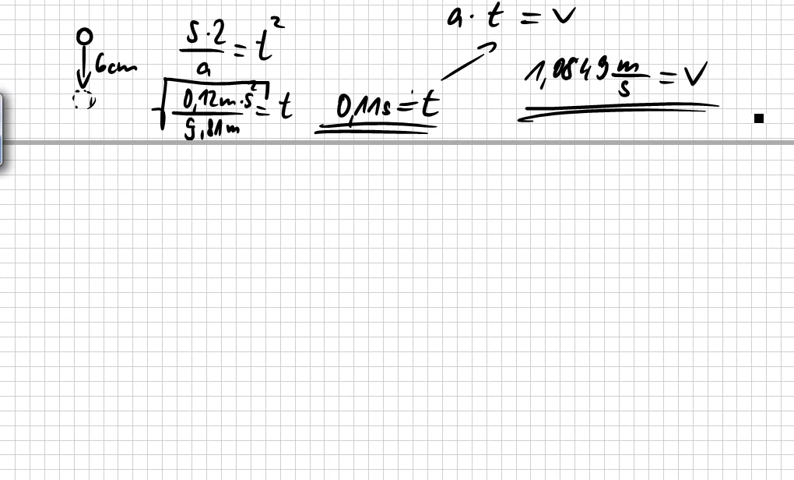 a · t = v
6cm
s·2/a = t²
√(0,12m·s²/9,81m) = t
0,11s = t
1,0849 m/s = v